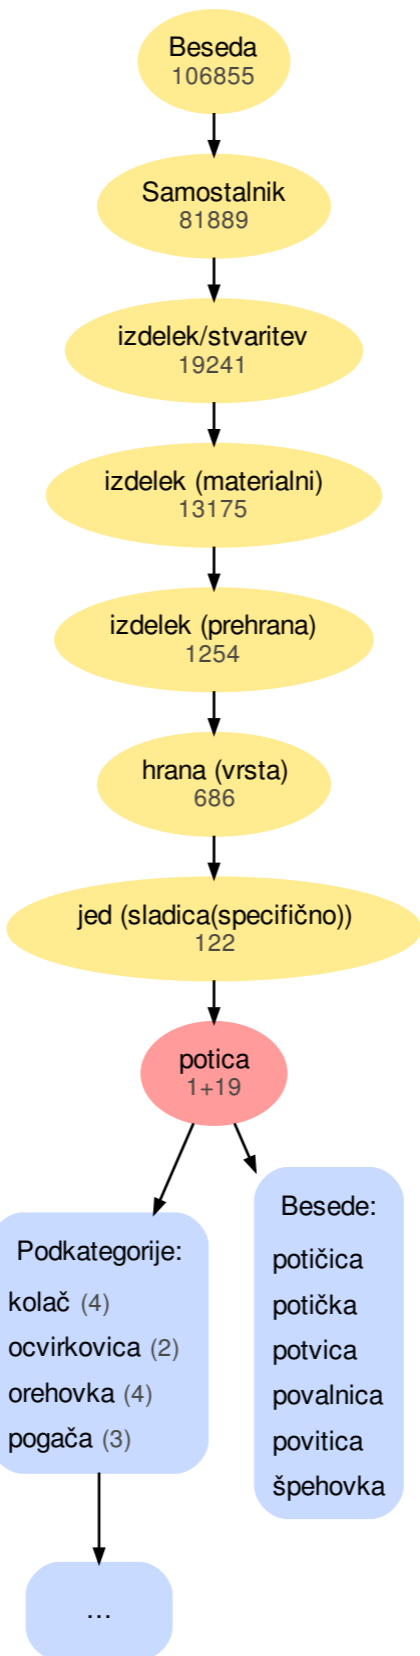 Beseda
106855
Samostalnik
81889
izdelek/stvaritev
19241
izdelek (materialni)
13175
izdelek (prehrana)
1254
hrana (vrsta)
686
jed (sladica(specifično))
122
potica
1+19
Podkategorije:
kolač (4)
ocvirkovica (2)
orehovka (4)
pogača (3)
...
Besede:
potičica
potička
potvica
povalnica
povitica
špehovka